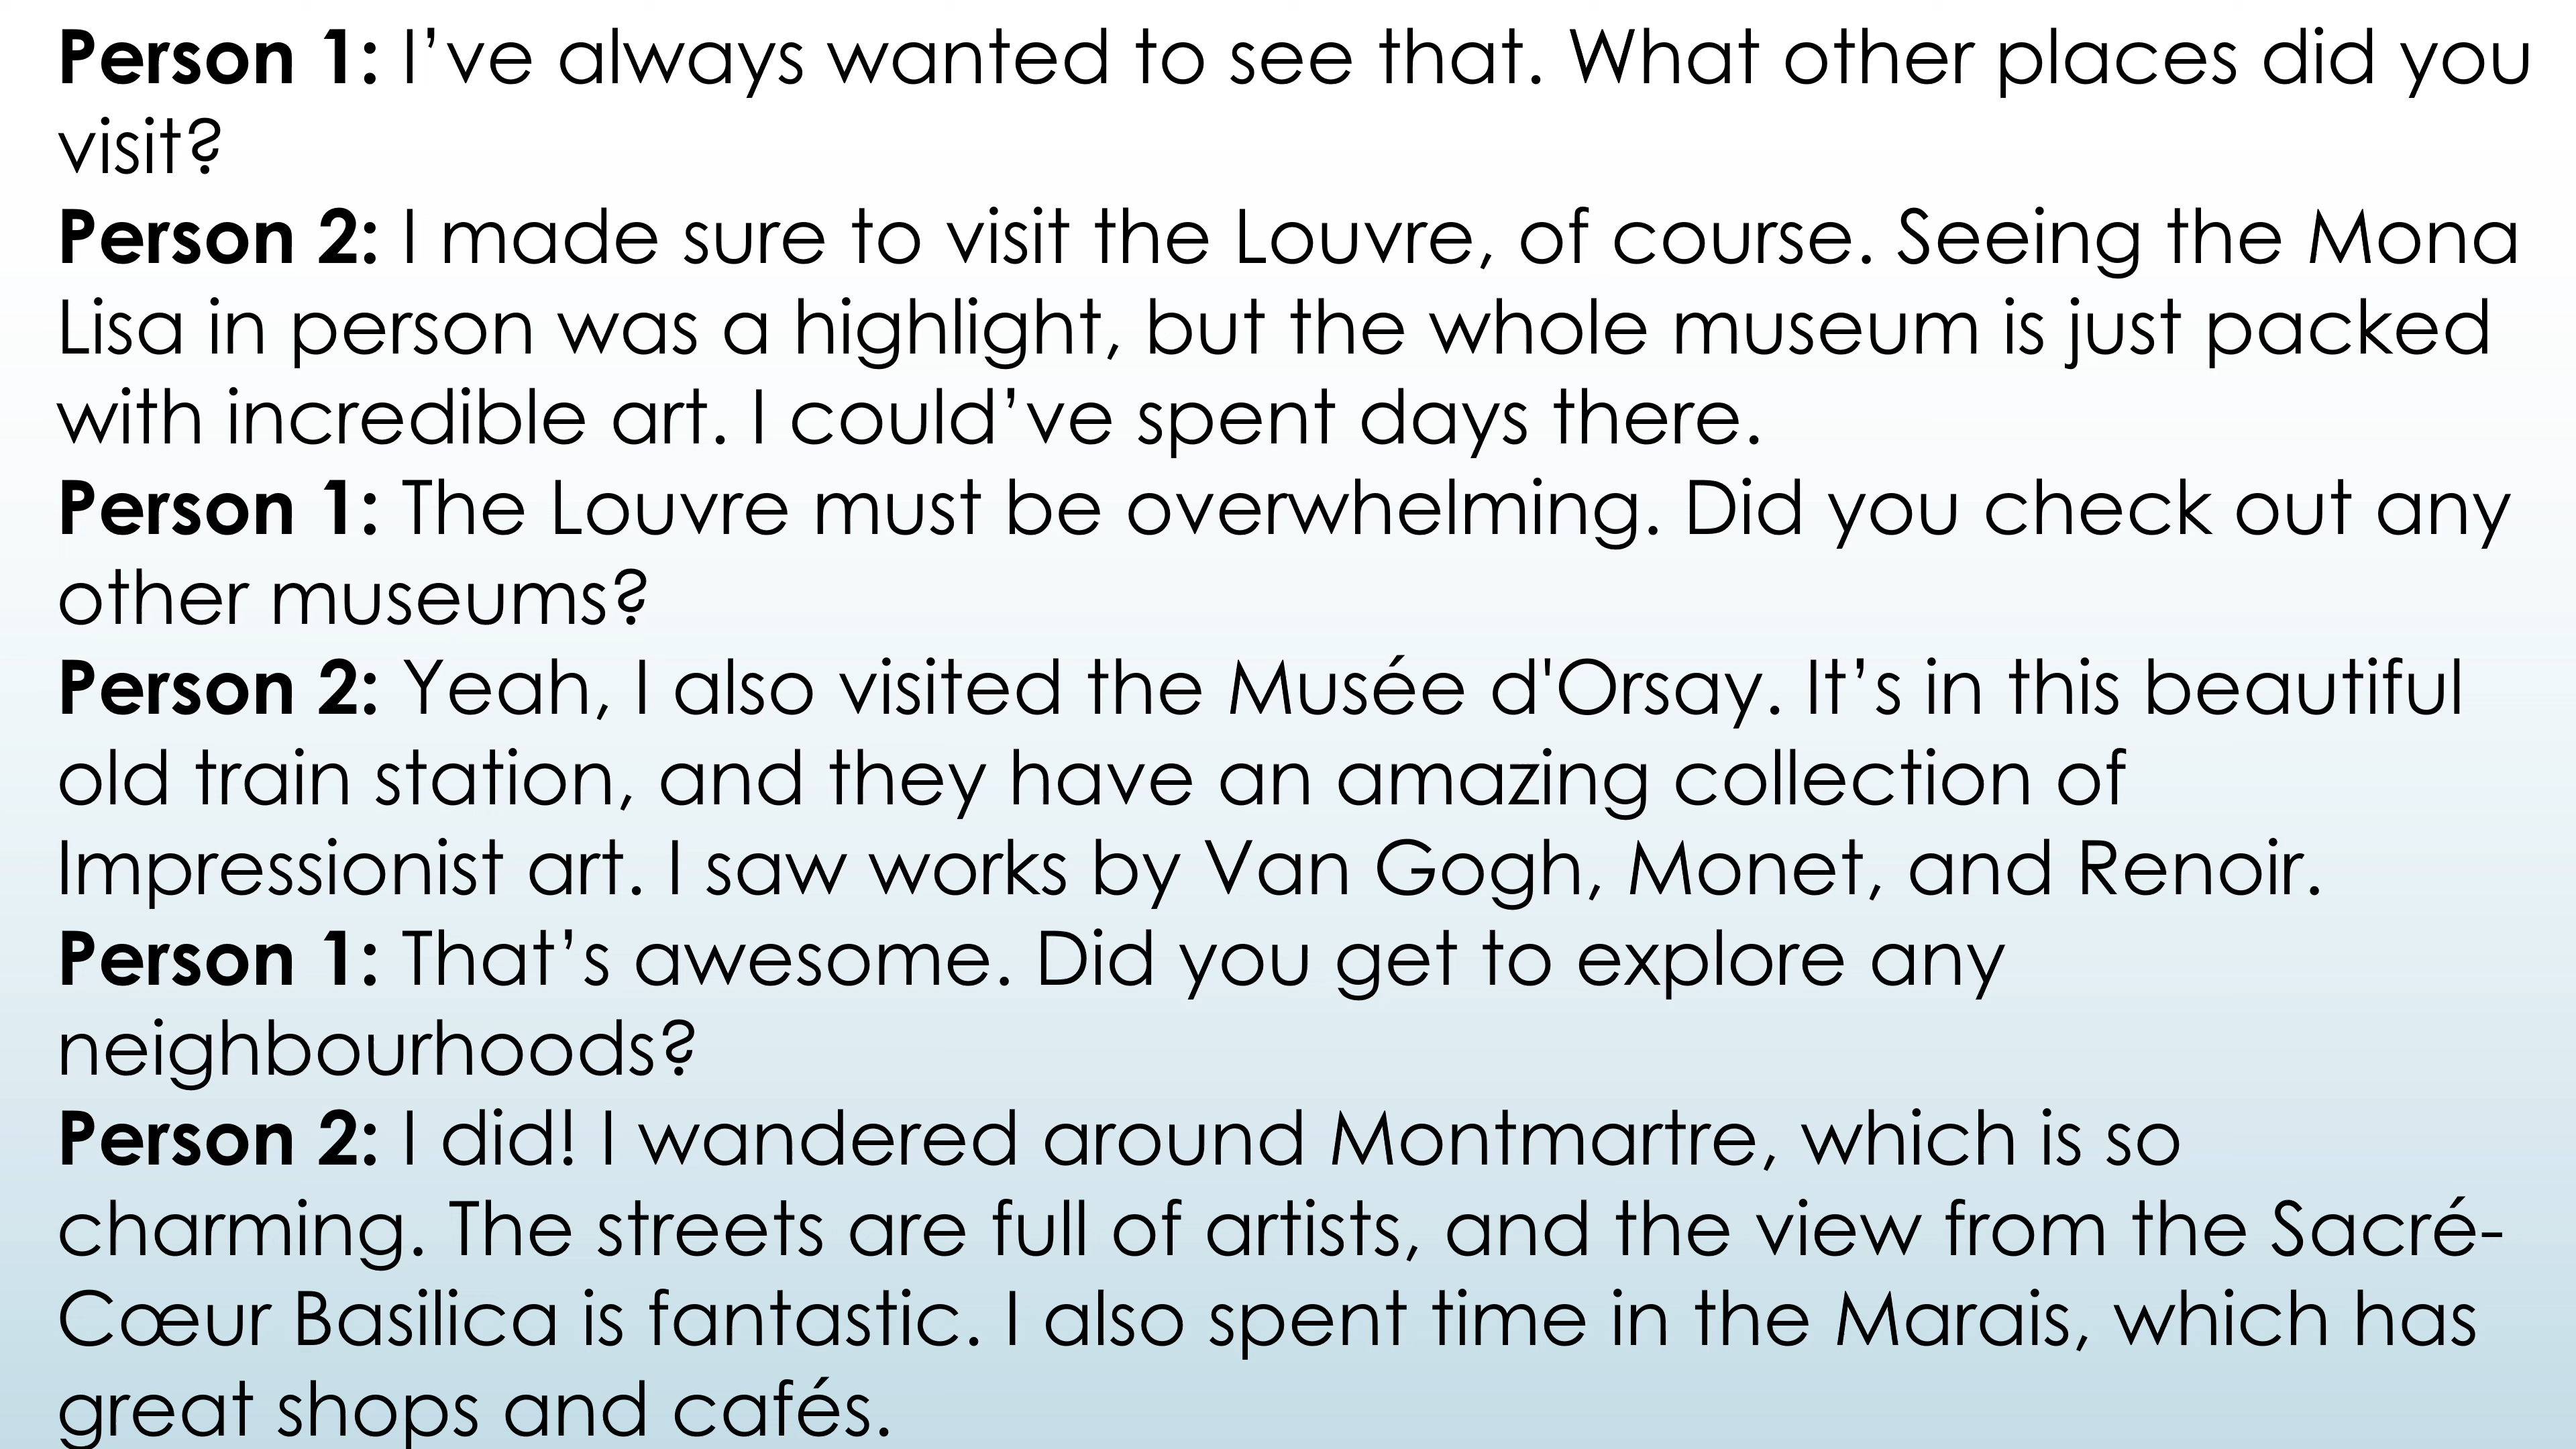 Person 1: I’ve always wanted to see that. What other places did you
visit?
Person 2: I made sure to visit the Louvre, of course. Seeing the Mona
Lisa in person was a highlight, but the whole museum is just packed
with incredible art. I could’ve spent days there.
Person 1: The Louvre must be overwhelming. Did you check out any
other museums?
Person 2: Yeah, I also visited the Musée d'Orsay. It’s in this beautiful
old train station, and they have an amazing collection of
Impressionist art. I saw works by Van Gogh, Monet, and Renoir.
Person 1: That’s awesome. Did you get to explore any
neighbourhoods?
Person 2: I did! I wandered around Montmartre, which is so
charming. The streets are full of artists, and the view from the Sacré-
Cœur Basilica is fantastic. I also spent time in the Marais, which has
great shops and cafés.